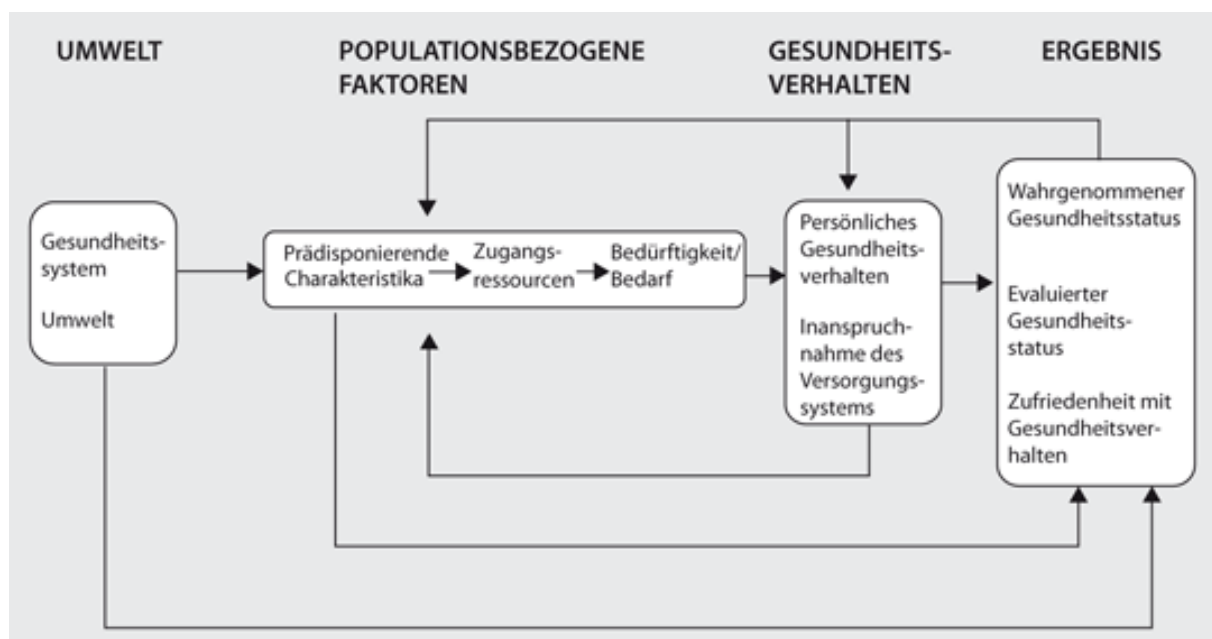 UMWELT
POPULATIONSBEZOGENE
FAKTOREN
GESUNDHEITS-
VERHALTEN
ERGEBNIS
Gesundheits-
system
Umwelt
Prädisponierende
Charakteristika
Zugangs-
ressourcen
Bedürftigkeit/
Bedarf
Persönliches
Gesundheits-
verhalten
Inanspruch-
nahme des
Versorgungs-
systems
Wahrgenommener
Gesundheitsstatus
Evaluierter
Gesundheits-
status
Zufriedenheit mit
Gesundheitsver-
halten